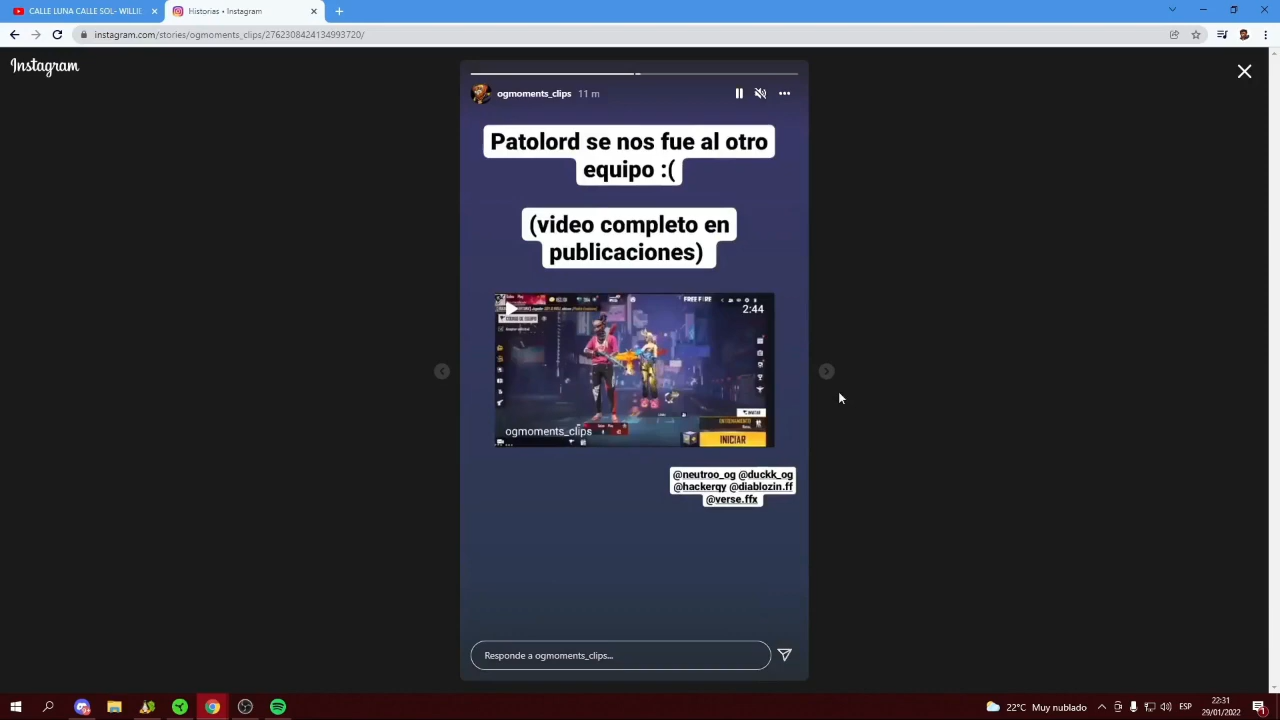 CALLE LUNA CALLE SOL- WILLIE
Historias • Instagram
instagram.com/stories/ogmoments_clips/2762308424134993720/
Instagram
ogmoments_clips 11 m
Patolord se nos fue al otro
equipo :(
(video completo en
publicaciones)
FREE FIRE
2:44
ogmoments_clips
INICIAR
@neutroo_og @duckk_og
@hackerqy @diablozin.ff
@verse.ffx
Responde a ogmoments_clips...
22°C Muy nublado
ESP
22:31
29/01/2022